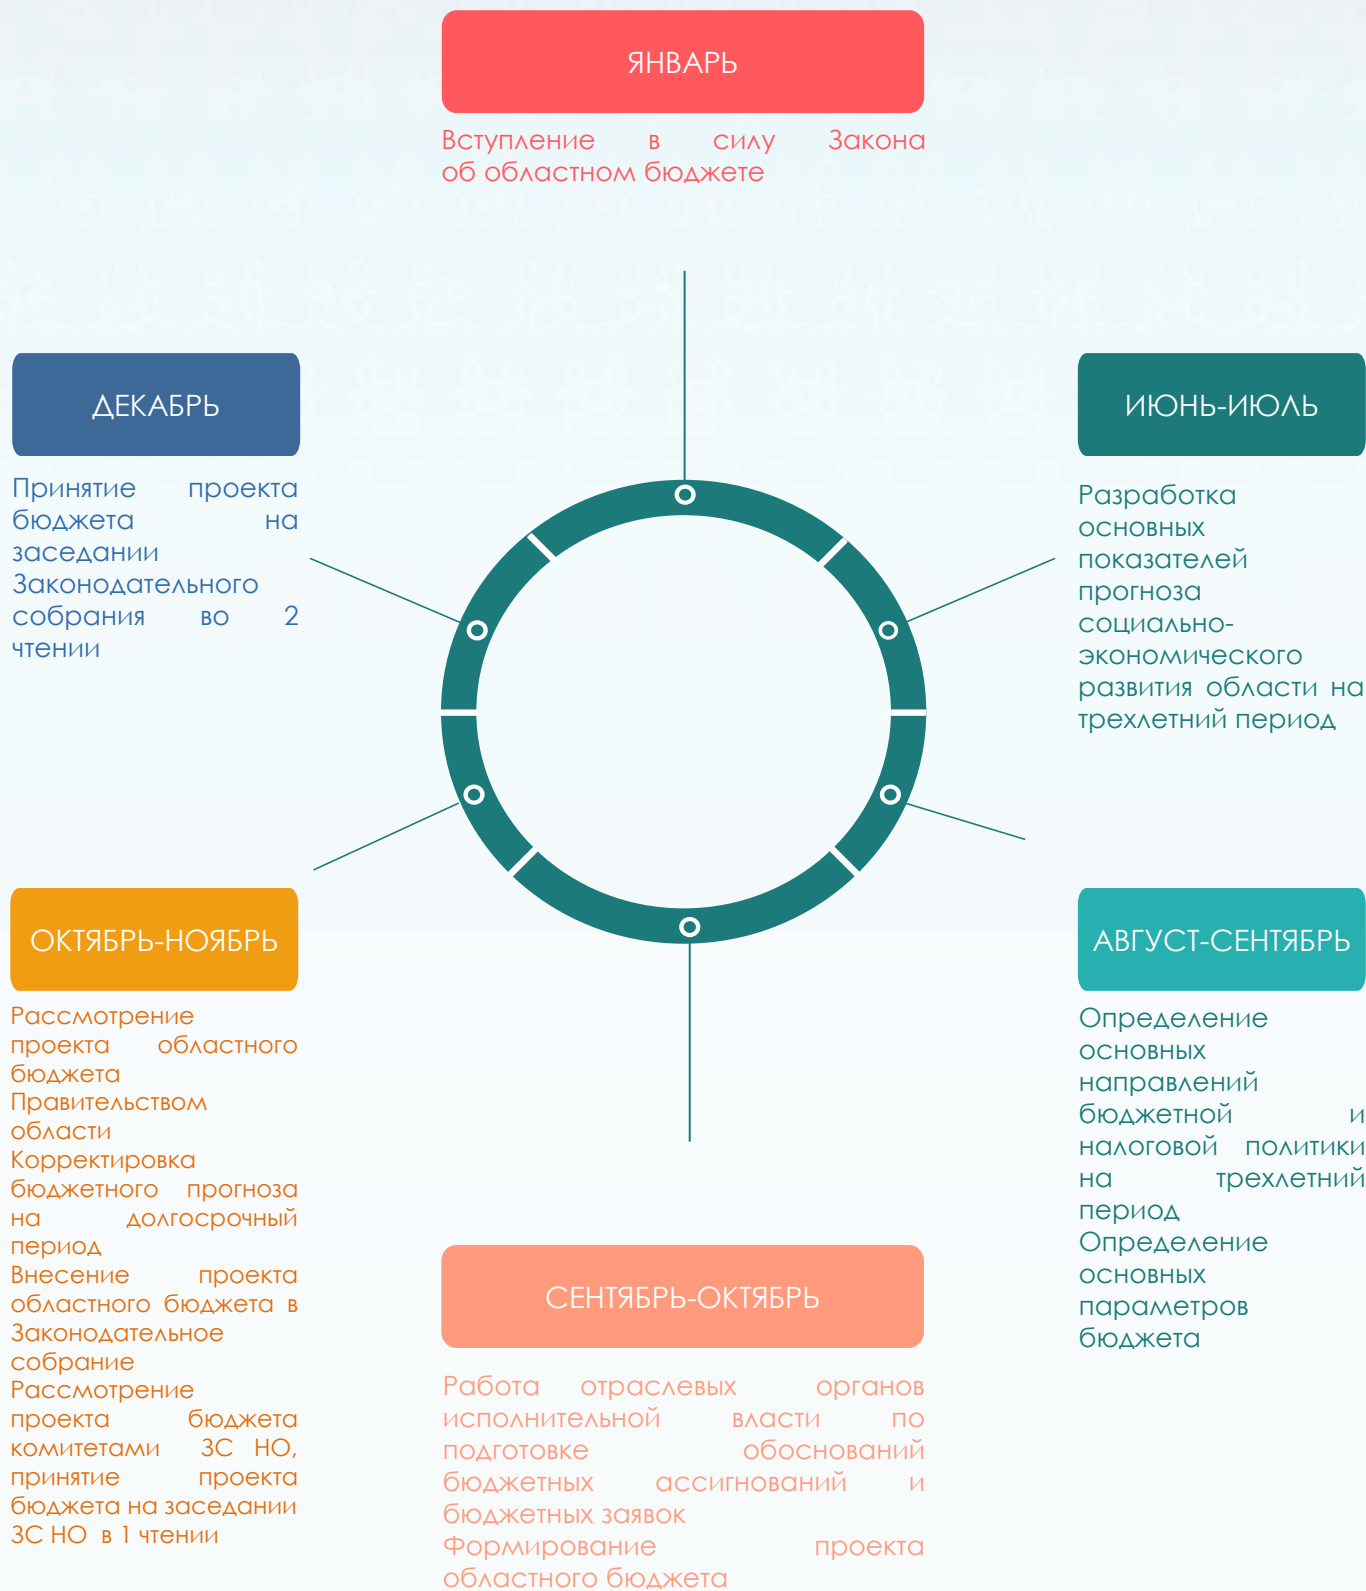 ЯНВАРЬ
Вступление в силу Закона
об областном бюджете
ИЮНЬ-ИЮЛЬ
Разработка
основных
показателей
прогноза
социально-
экономического
развития области на
трехлетний период
АВГУСТ-СЕНТЯБРЬ
Определение
основных
направлений
бюджетной и
налоговой политики
на трехлетний
период
Определение
основных
параметров
бюджета
СЕНТЯБРЬ-ОКТЯБРЬ
Работа отраслевых органов
исполнительной власти по
подготовке обоснований
бюджетных ассигнований и
бюджетных заявок
Формирование проекта
областного бюджета
ОКТЯБРЬ-НОЯБРЬ
Рассмотрение
проекта областного
бюджета
Правительством
области
Корректировка
бюджетного прогноза
на долгосрочный
период
Внесение проекта
областного бюджета в
Законодательное
собрание
Рассмотрение
проекта бюджета
комитетами ЗС НО,
принятие проекта
бюджета на заседании
ЗС НО в 1 чтении
ДЕКАБРЬ
Принятие проекта
бюджета на
заседании
Законодательного
собрания во 2
чтении